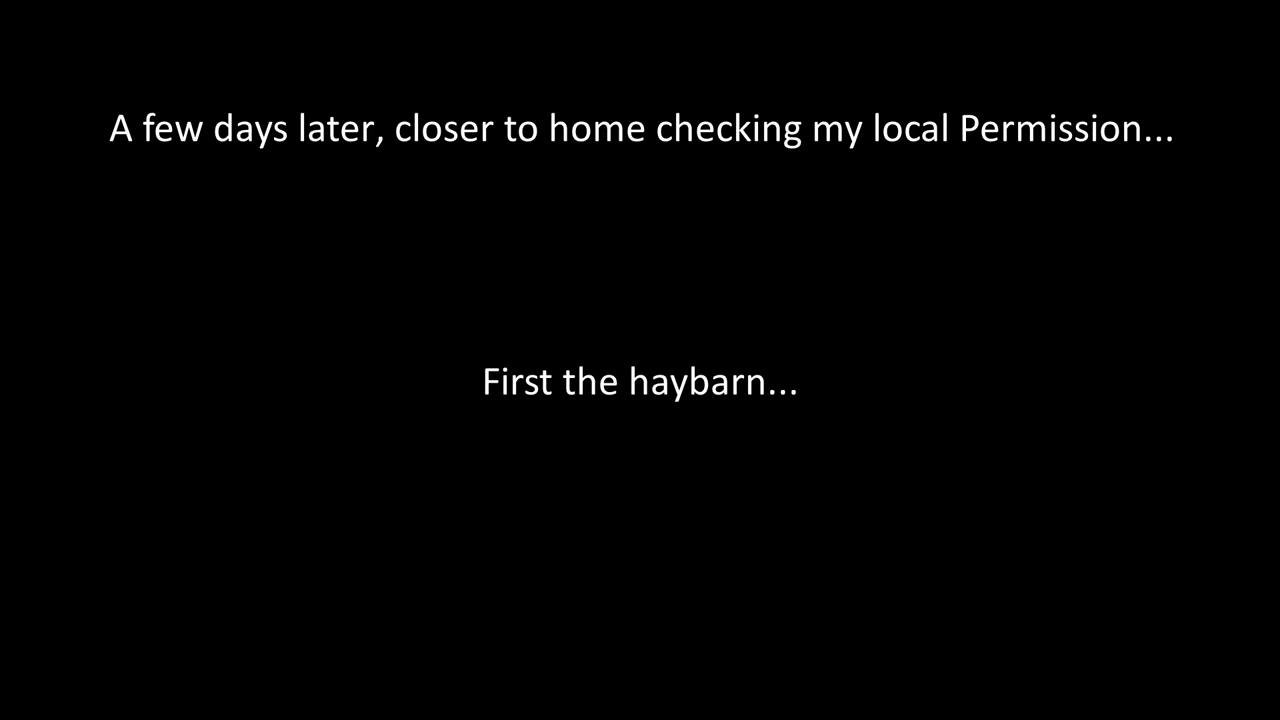 A few days later, closer to home checking my local Permission...
First the haybarn...